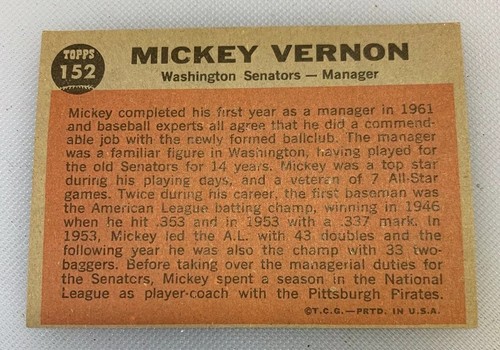 TOPPS
152
MICKEY VERNON
Washington Senators — Manager
Mickey completed his first year as a manager in 1961
and baseball experts all agree that he did a commend-
able job with the newly formed ballclub. The manager
was a familiar figure in Washington, having played for
the old Senators for 14 years. Mickey was a top star
during his playing days, and a veteran of 7 All-Star
games. Twice during his career, the first baseman was
the American League batting champ, winning in 1946
when he hit .353 and in 1953 with a .337 mark. In
1953, Mickey led the A.L. with 43 doubles and the
following year he was also the champ with 33 two-
baggers. Before taking over the managerial duties for
the Senators, Mickey spent a season in the National
League as player-coach with the Pittsburgh Pirates.
©T.C.G.—PRTD. IN U.S.A.